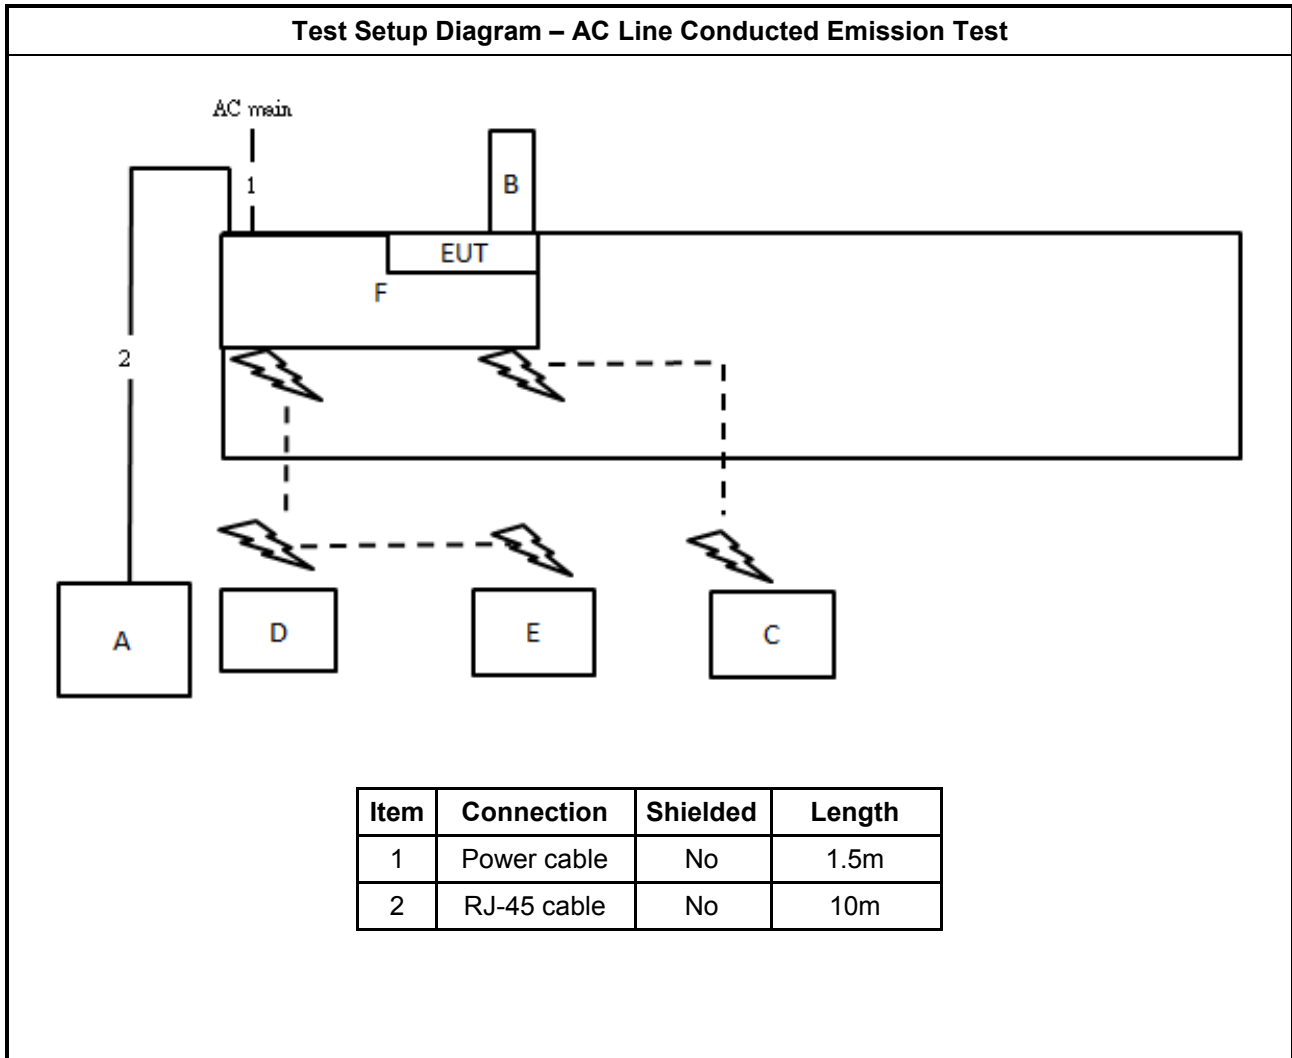 Test Setup Diagram – AC Line Conducted Emission Test
AC main
1
B
EUT
F
2
A
D
E
C
Item Connection Shielded Length
1 Power cable No 1.5m
2 RJ-45 cable No 10m